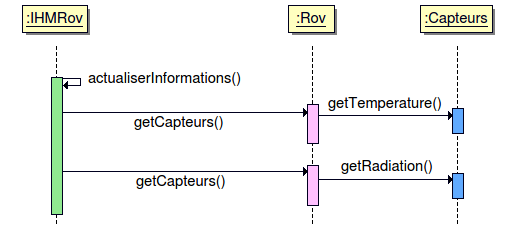 :IHMRov :Rov :Capteurs
actualiserInformations()
getTemperature()
getCapteurs()
getRadiation()
getCapteurs()